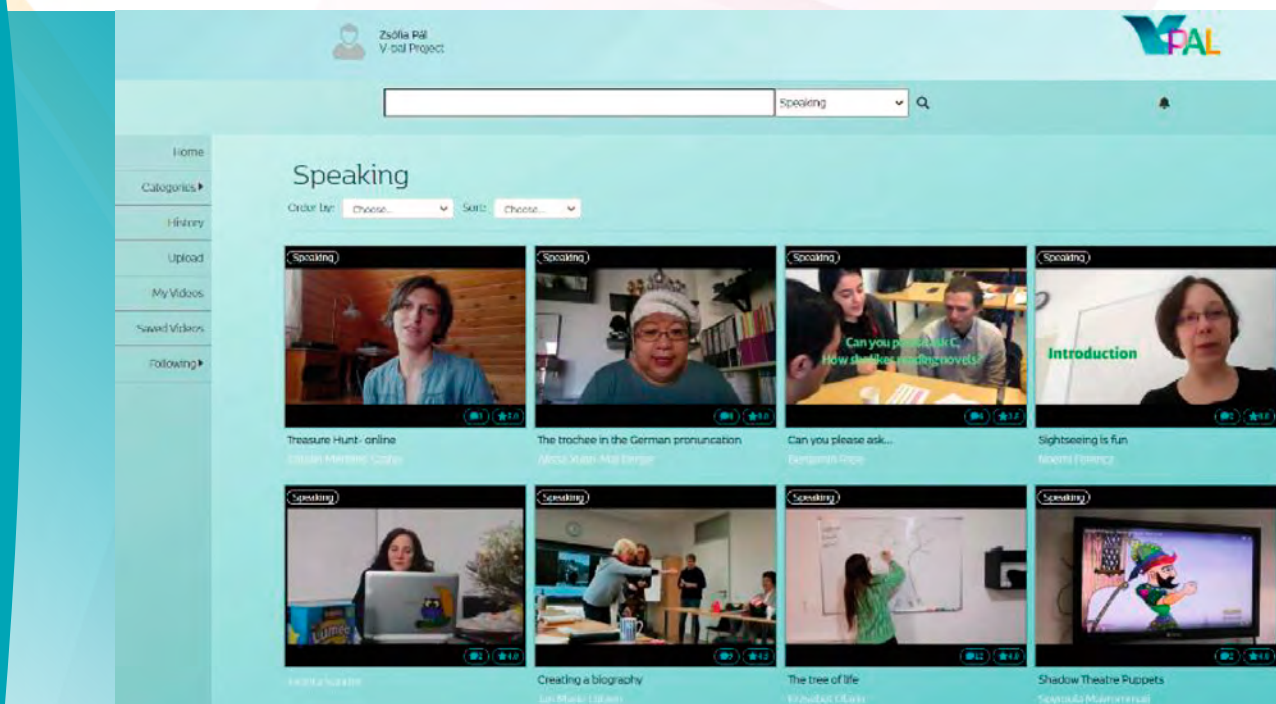 Zsófia Pál
V-pal Project
VPAL
Speaking
Home
Categories
History
Upload
My Videos
Saved Videos
Following
Speaking
Order by: Choose... Sort: Choose...
Speaking
Speaking
Speaking
Can you please ask C,
How she likes reading novels?
Speaking
Introduction
Treasure Hunt- online
The trochee in the German pronuncation
Can you please ask...
Sightseeing is fun
Speaking
Lumee
Speaking
Speaking
Speaking
Creating a biography
The tree of life
Shadow Theatre Puppets